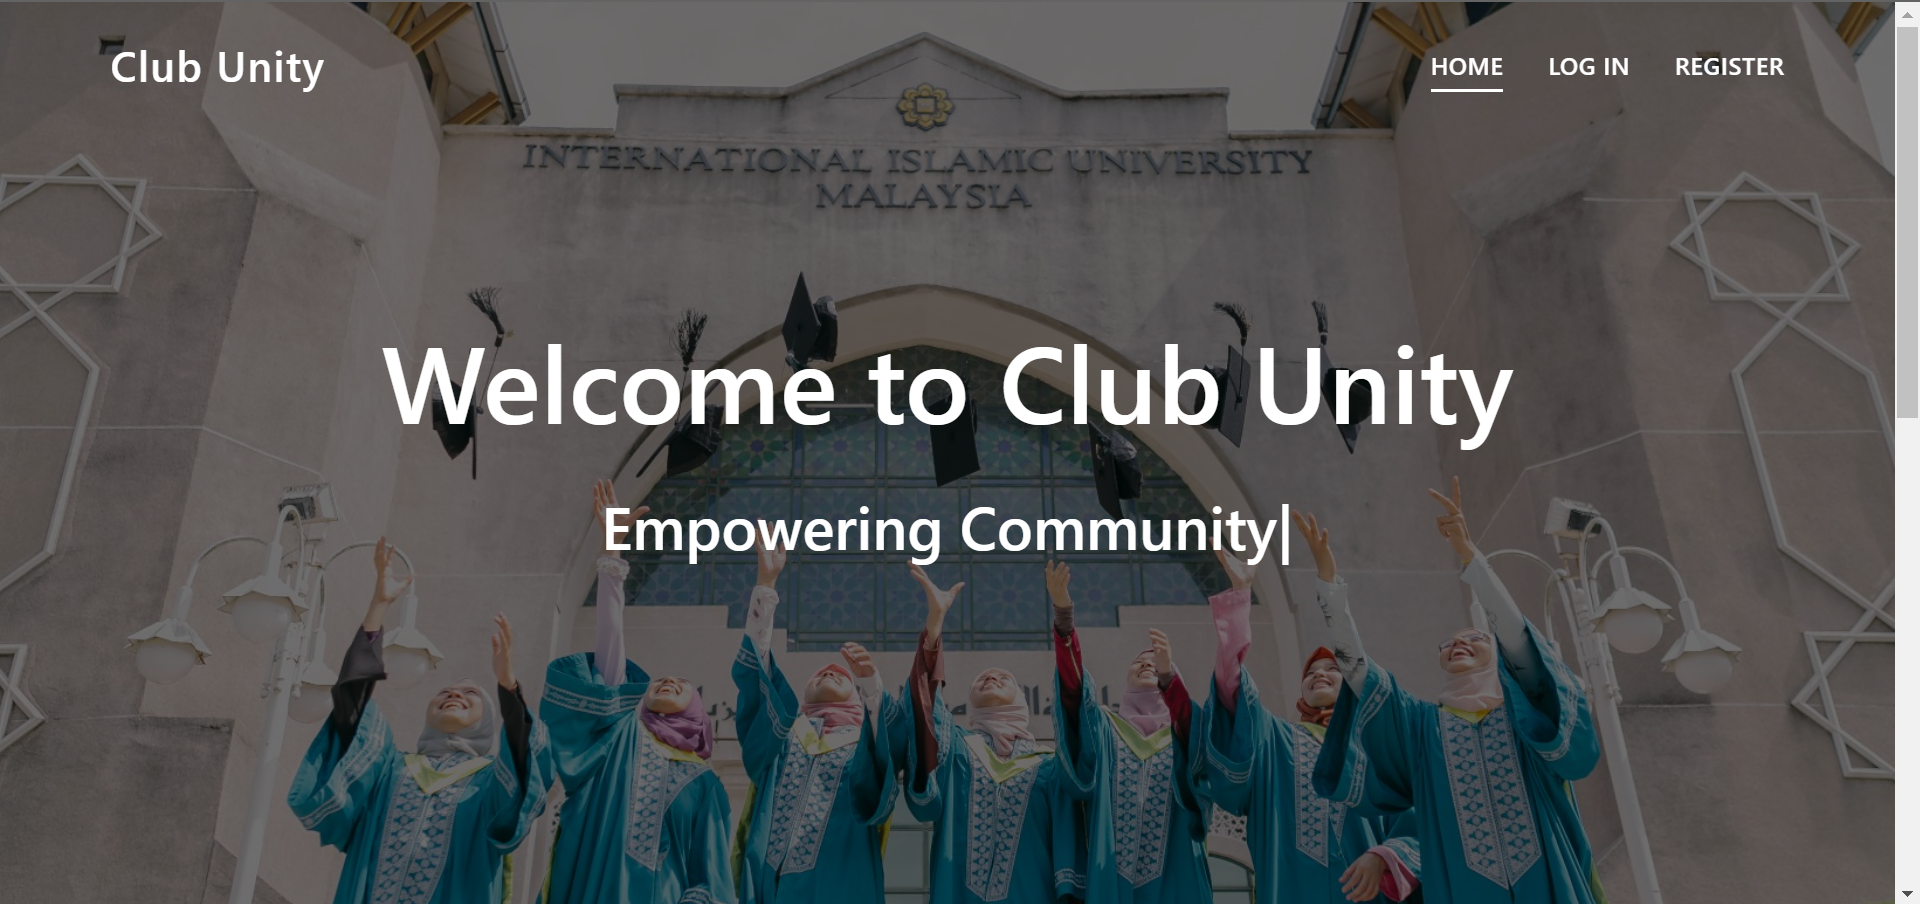 Club Unity
HOME LOG IN REGISTER
INTERNATIONAL ISLAMIC UNIVERSITY
MALAYSIA
Welcome to Club Unity
Empowering Community|